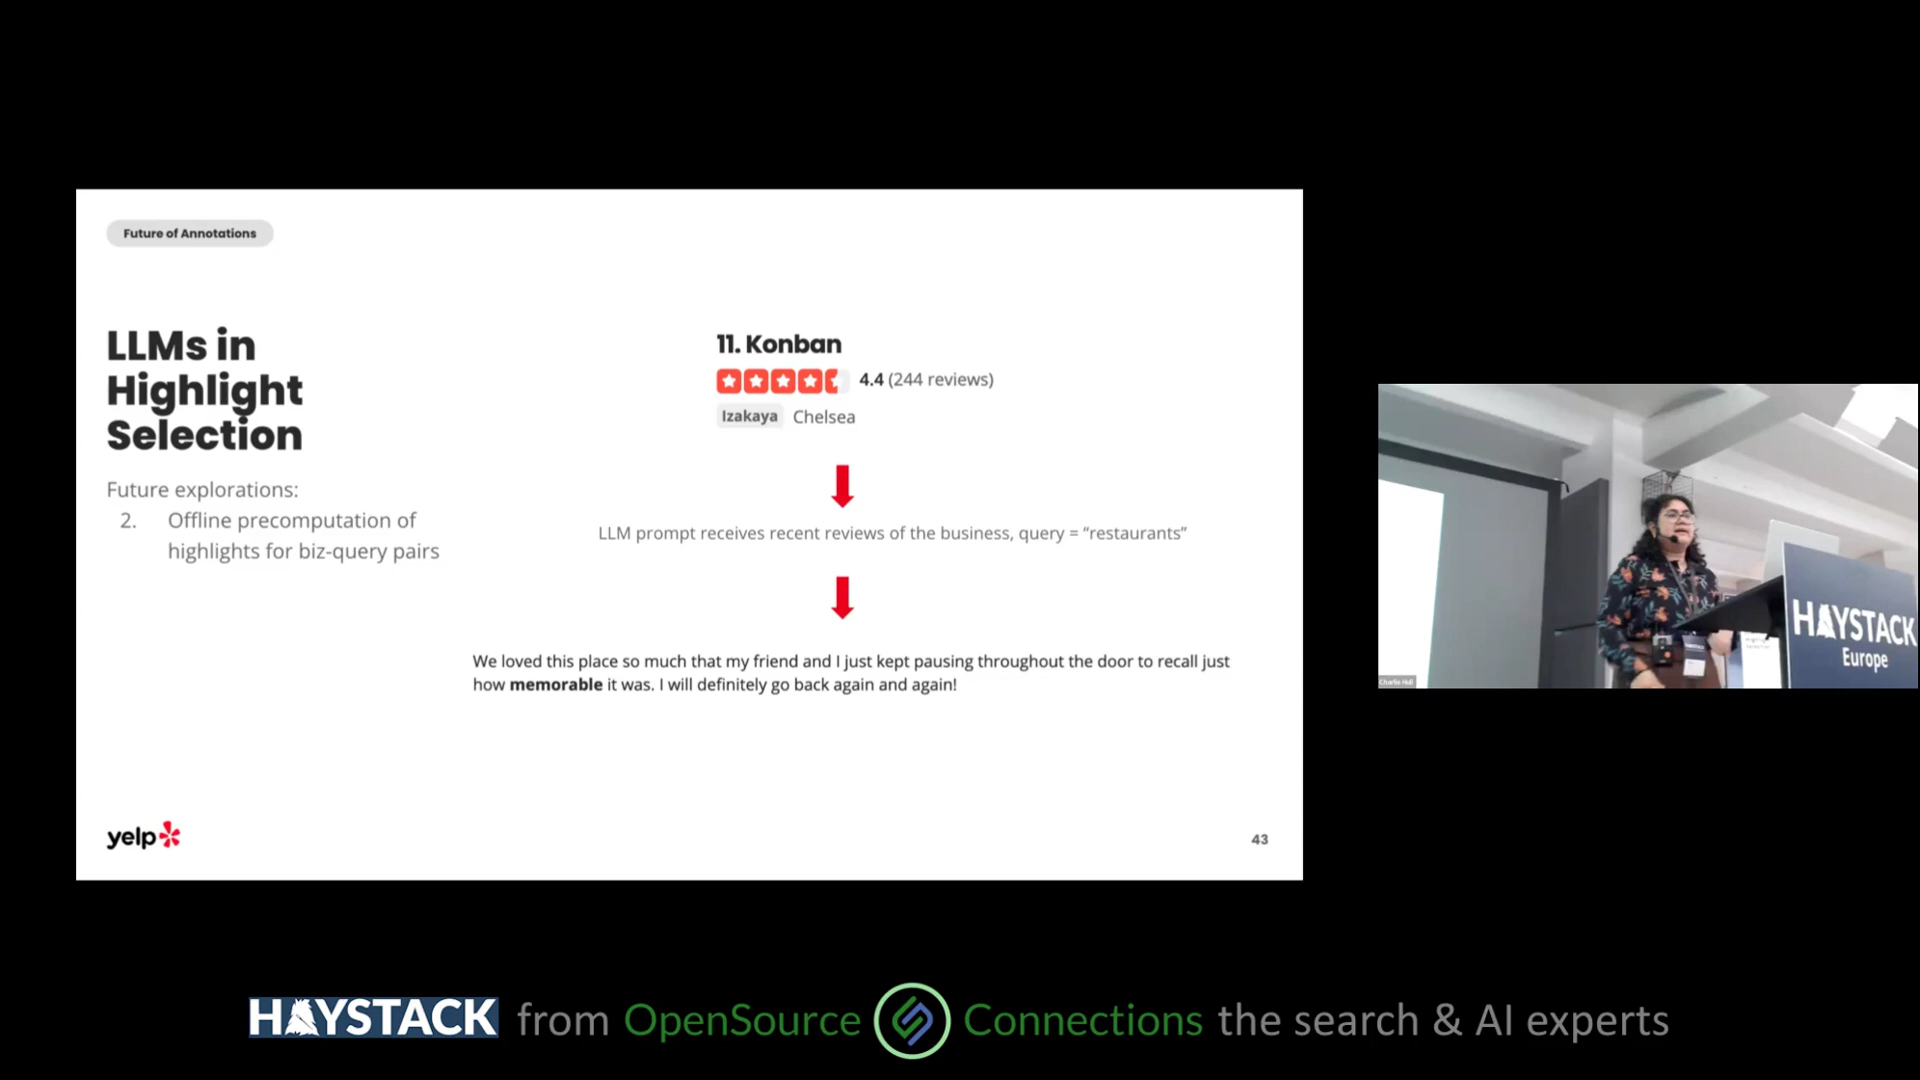 Future of Annotations
LLMs in
Highlight
Selection
Future explorations:
2. Offline precomputation of
highlights for biz-query pairs
11. Konban
4.4 (244 reviews)
Izakaya Chelsea
LLM prompt receives recent reviews of the business, query = “restaurants”
We loved this place so much that my friend and I just kept pausing throughout the door to recall just
how memorable it was. I will definitely go back again and again!
yelp
43
HAYSTACK
Europe
Charlie Hull
HAYSTACK from OpenSource Connections the search & AI experts